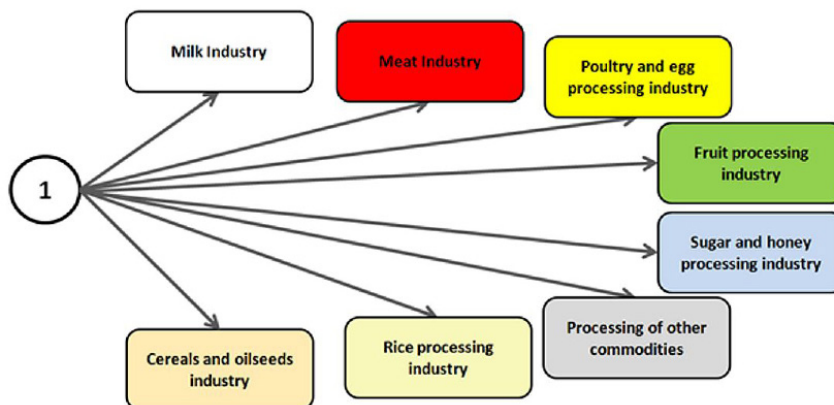 Milk Industry
Meat Industry
Poultry and egg
processing industry
Fruit processing
industry
1
Sugar and honey
processing industry
Processing of other
commodities
Rice processing
industry
Cereals and oilseeds
industry